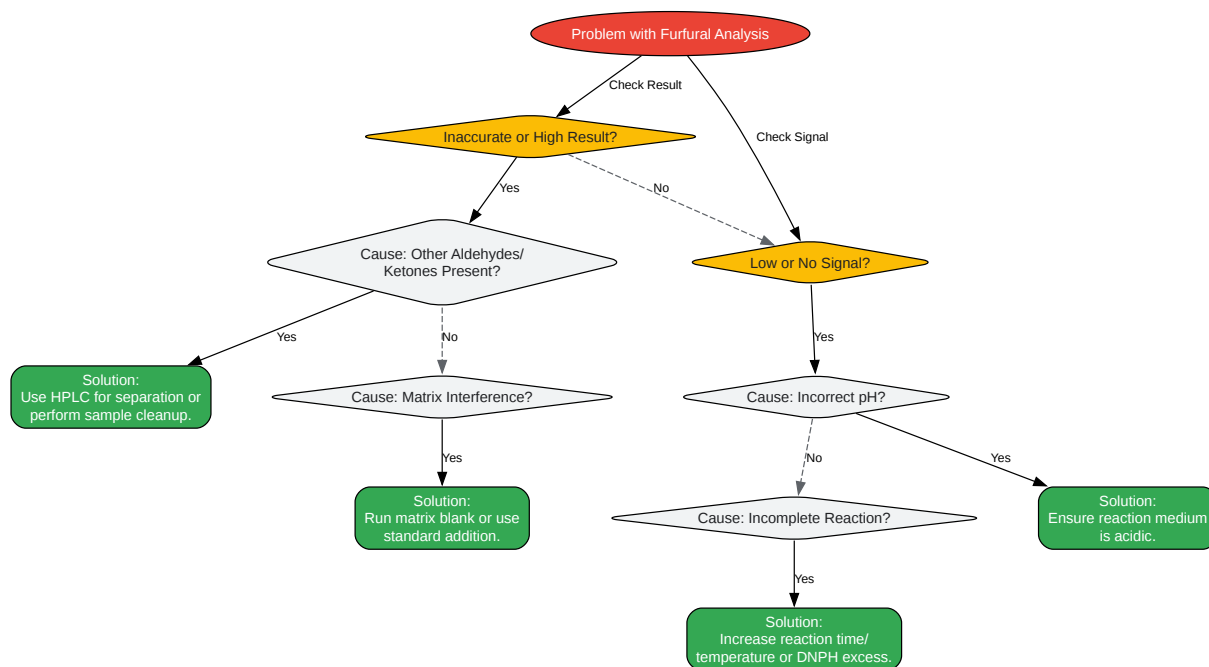 Problem with Furfural Analysis
Check Result
Inaccurate or High Result?
Check Signal
Yes
No
Cause: Other Aldehydes/
Ketones Present?
Low or No Signal?
Yes
No
Yes
Solution:
Use HPLC for separation or
perform sample cleanup.
Cause: Matrix Interference?
Cause: Incorrect pH?
Yes
No
Yes
Solution:
Run matrix blank or use
standard addition.
Cause: Incomplete Reaction?
Solution:
Ensure reaction medium
is acidic.
Yes
Solution:
Increase reaction time/
temperature or DNPH excess.